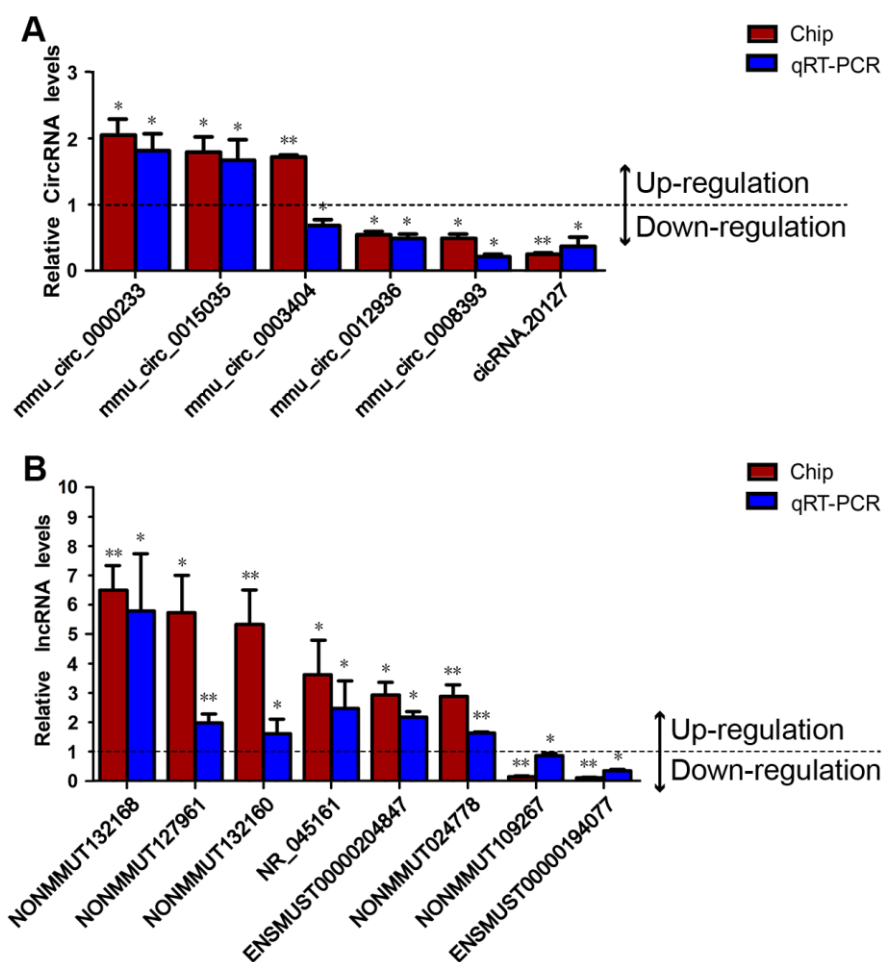 A
Chip
qRT-PCR
Relative CircRNA levels
3
2
1
0
* * * * ** * * * * * ** *
Up-regulation
Down-regulation
mmu_circ_0000233
mmu_circ_0015035
mmu_circ_0003404
mmu_circ_0012936
mmu_circ_0008393
cicRNA.20127
B
Chip
qRT-PCR
Relative lncRNA levels
10
9
8
7
6
5
4
3
2
1
0
** * * ** ** * * * * * ** ** ** * ** *
Up-regulation
Down-regulation
NONMMUT132168
NONMMUT127961
NONMMUT132160
NR_045161
ENSMUST00000204847
NONMMUT024778
NONMMUT109267
ENSMUST00000194077